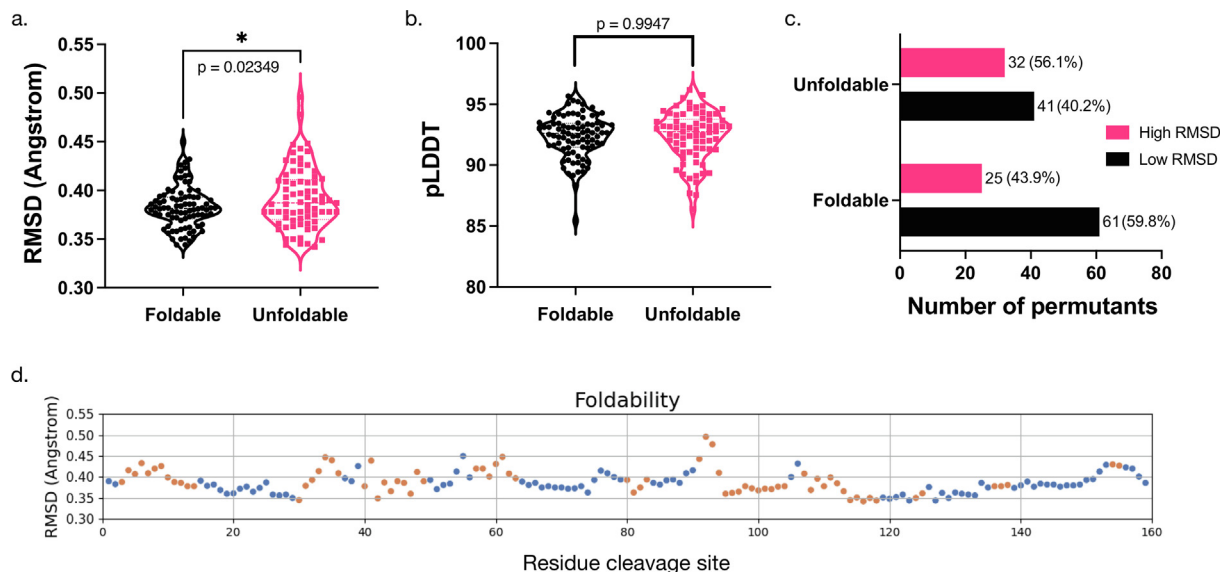 a.
RMSD (Angstrom)
0.55
0.50
0.45
0.40
0.35
0.30
*
p = 0.02349
Foldable
Unfoldable
b.
pLDDT
100
95
90
85
80
p = 0.9947
Foldable
Unfoldable
c.
Unfoldable
Foldable
32 (56.1%)
41 (40.2%)
25 (43.9%)
61 (59.8%)
High RMSD
Low RMSD
0 20 40 60 80
Number of permutants
d.
Foldability
RMSD (Angstrom)
0.55
0.50
0.45
0.40
0.35
0.30
0 20 40 60 80 100 120 140 160
Residue cleavage site